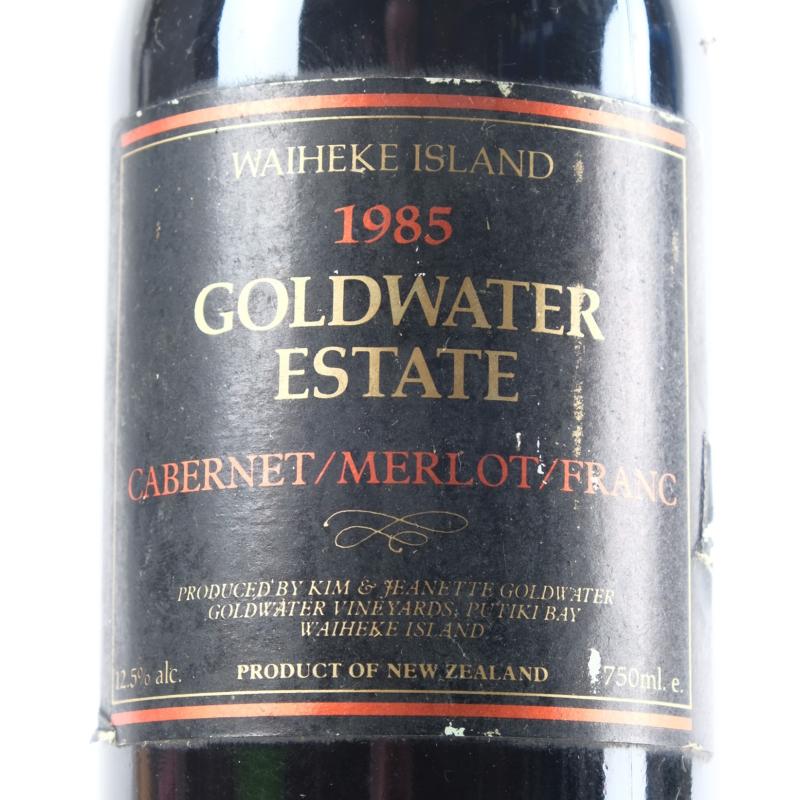 WAIHEKE ISLAND
1985
GOLDWATER
ESTATE
CABERNET/MERLOT/FRANC
PRODUCED BY KIM & JEANETTE GOLDWATER
GOLDWATER VINEYARDS, PUTIKI BAY
WAIHEKE ISLAND
12.5% alc. PRODUCT OF NEW ZEALAND 750ml. e.